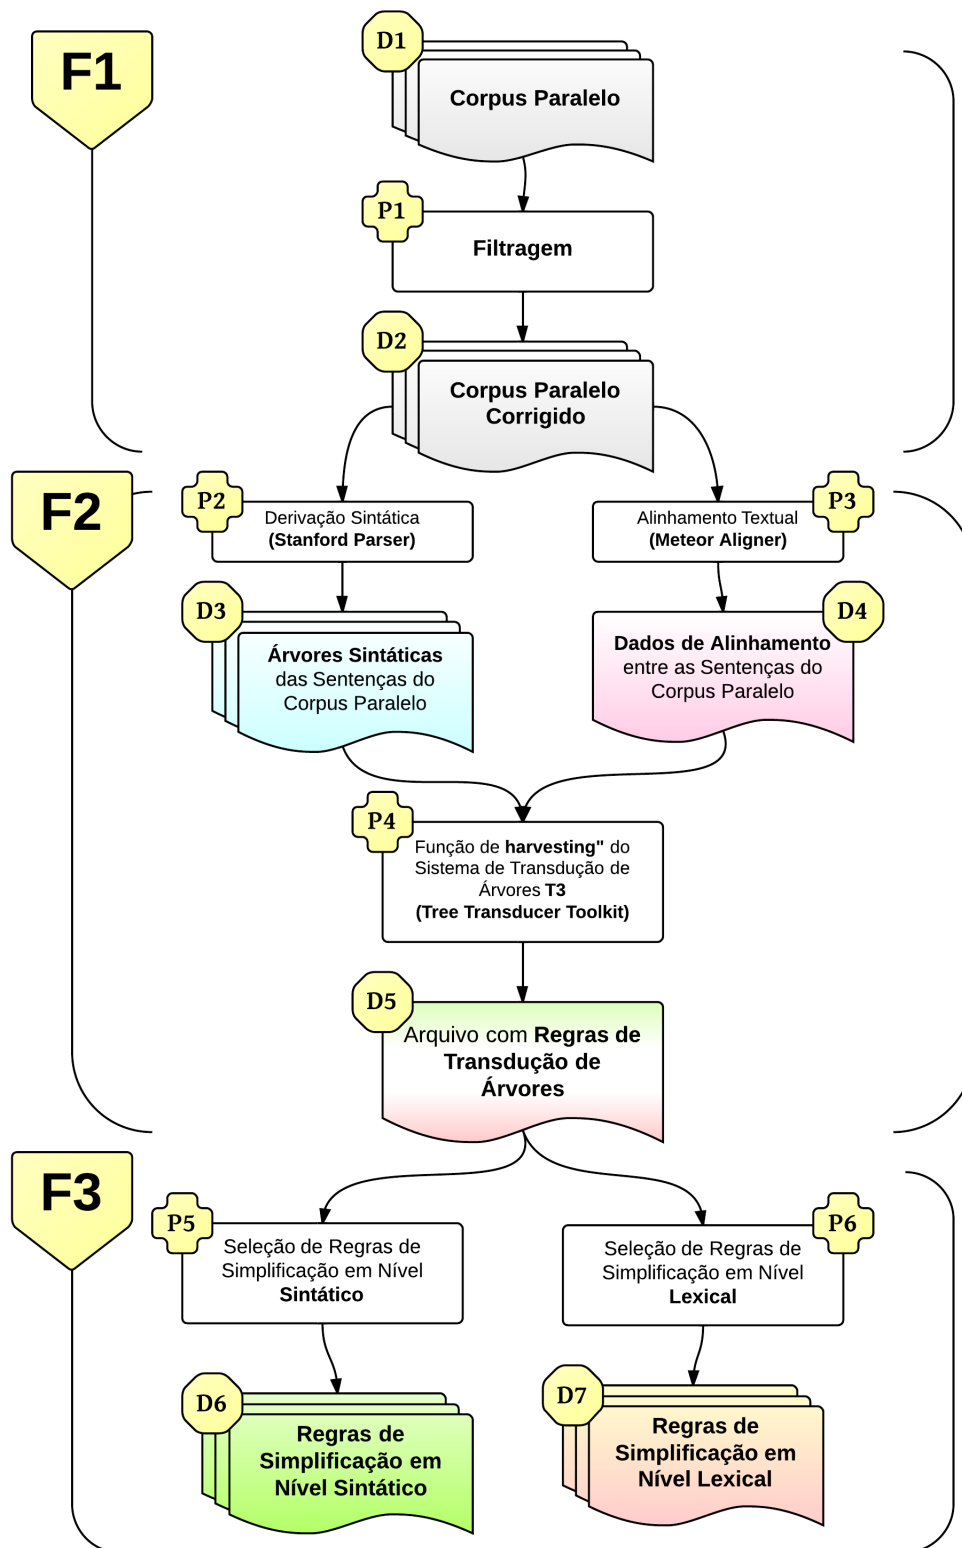 F1
D1
Corpus Paralelo
P1
Filtragem
D2
Corpus Paralelo
Corrigido
F2
P2
Derivação Sintática
(Stanford Parser)
P3
Alinhamento Textual
(Meteor Aligner)
D3
Árvores Sintáticas
das Sentenças do
Corpus Paralelo
D4
Dados de Alinhamento
entre as Sentenças do
Corpus Paralelo
P4
Função de harvesting" do
Sistema de Transdução de
Árvores T3
(Tree Transducer Toolkit)
D5
Arquivo com Regras de
Transdução de
Árvores
F3
P5
Seleção de Regras de
Simplificação em Nível
Sintático
P6
Seleção de Regras de
Simplificação em Nível
Lexical
D6
Regras de
Simplificação em
Nível Sintático
D7
Regras de
Simplificação em
Nível Lexical